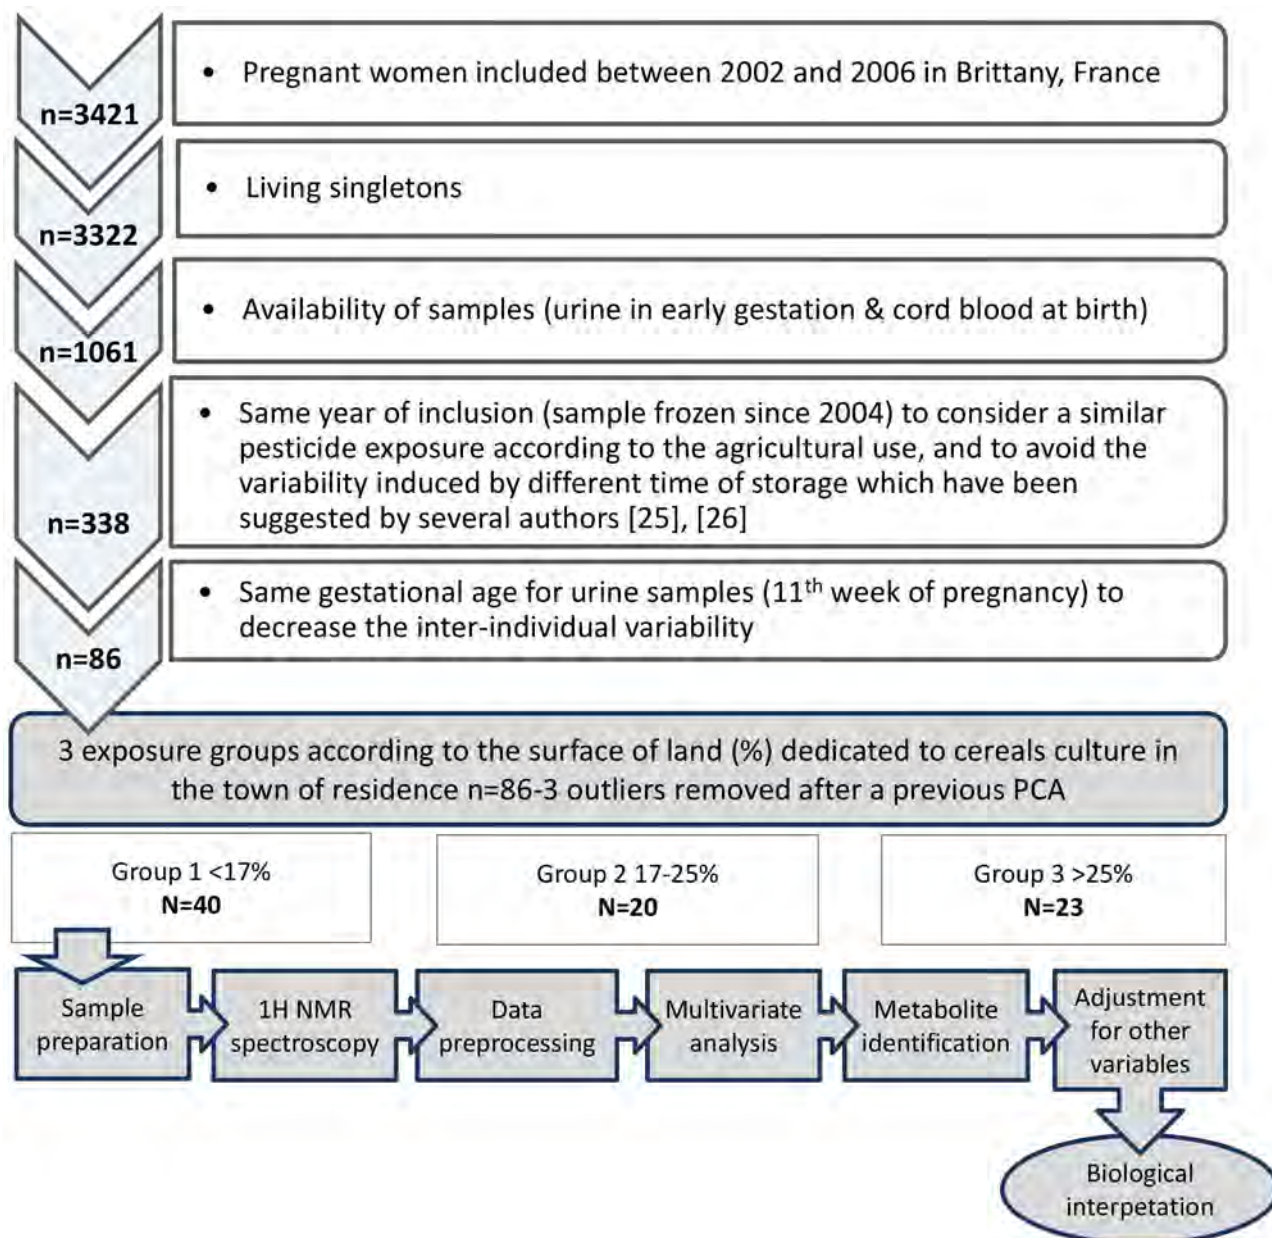 n=3421
• Pregnant women included between 2002 and 2006 in Brittany, France
n=3322
• Living singletons
n=1061
• Availability of samples (urine in early gestation & cord blood at birth)
n=338
• Same year of inclusion (sample frozen since 2004) to consider a similar
pesticide exposure according to the agricultural use, and to avoid the
variability induced by different time of storage which have been
suggested by several authors [25], [26]
n=86
• Same gestational age for urine samples (11th week of pregnancy) to
decrease the inter-individual variability
3 exposure groups according to the surface of land (%) dedicated to cereals culture in
the town of residence n=86-3 outliers removed after a previous PCA
Group 1 <17%
N=40
Group 2 17-25%
N=20
Group 3 >25%
N=23
Sample
preparation
1H NMR
spectroscopy
Data
preprocessing
Multivariate
analysis
Metabolite
identification
Adjustment
for other
variables
Biological
interpetation